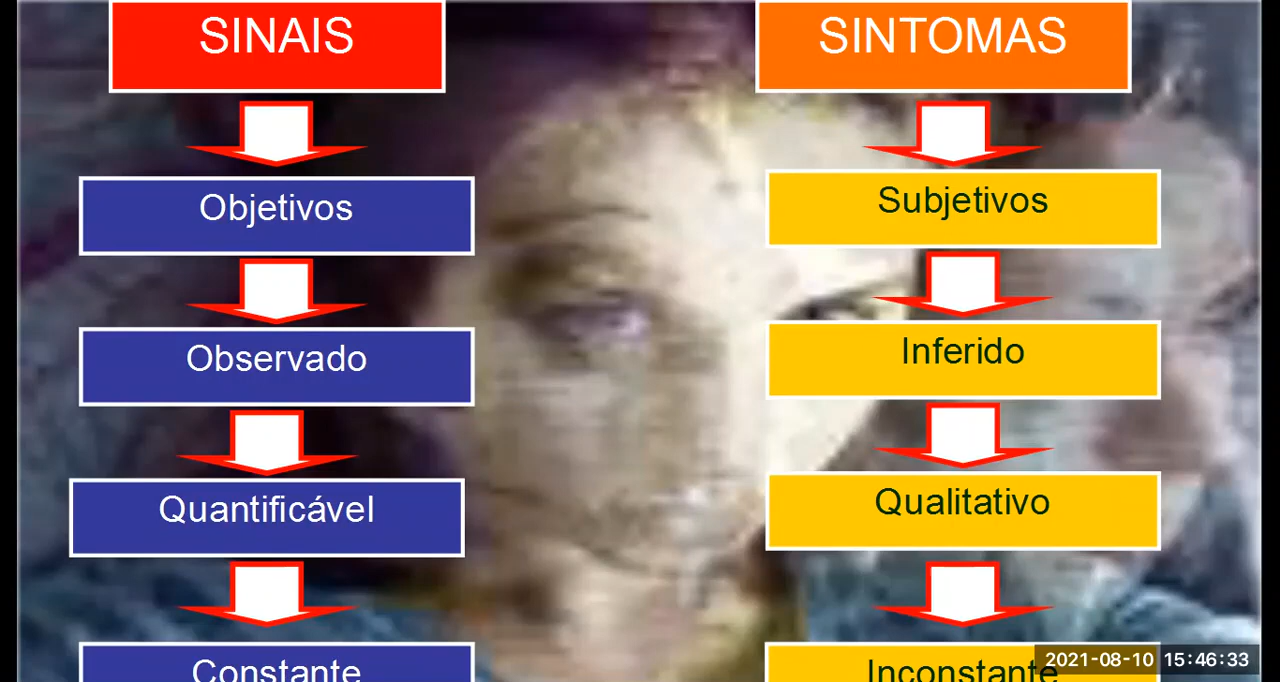 SINAIS
SINTOMAS
Objetivos
Subjetivos
Observado
Inferido
Quantificável
Qualitativo
Constante
Inconstante
2021-08-10 15:46:33